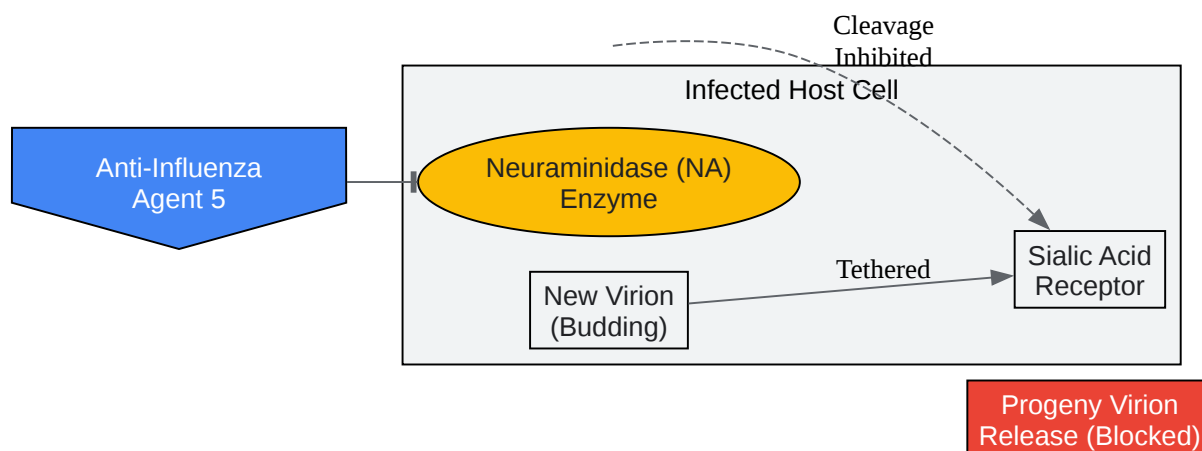 Cleavage
Inhibited
Infected Host Cell
Anti-Influenza
Agent 5
Neuraminidase (NA)
Enzyme
Tethered
Sialic Acid
Receptor
New Virion
(Budding)
Progeny Virion
Release (Blocked)